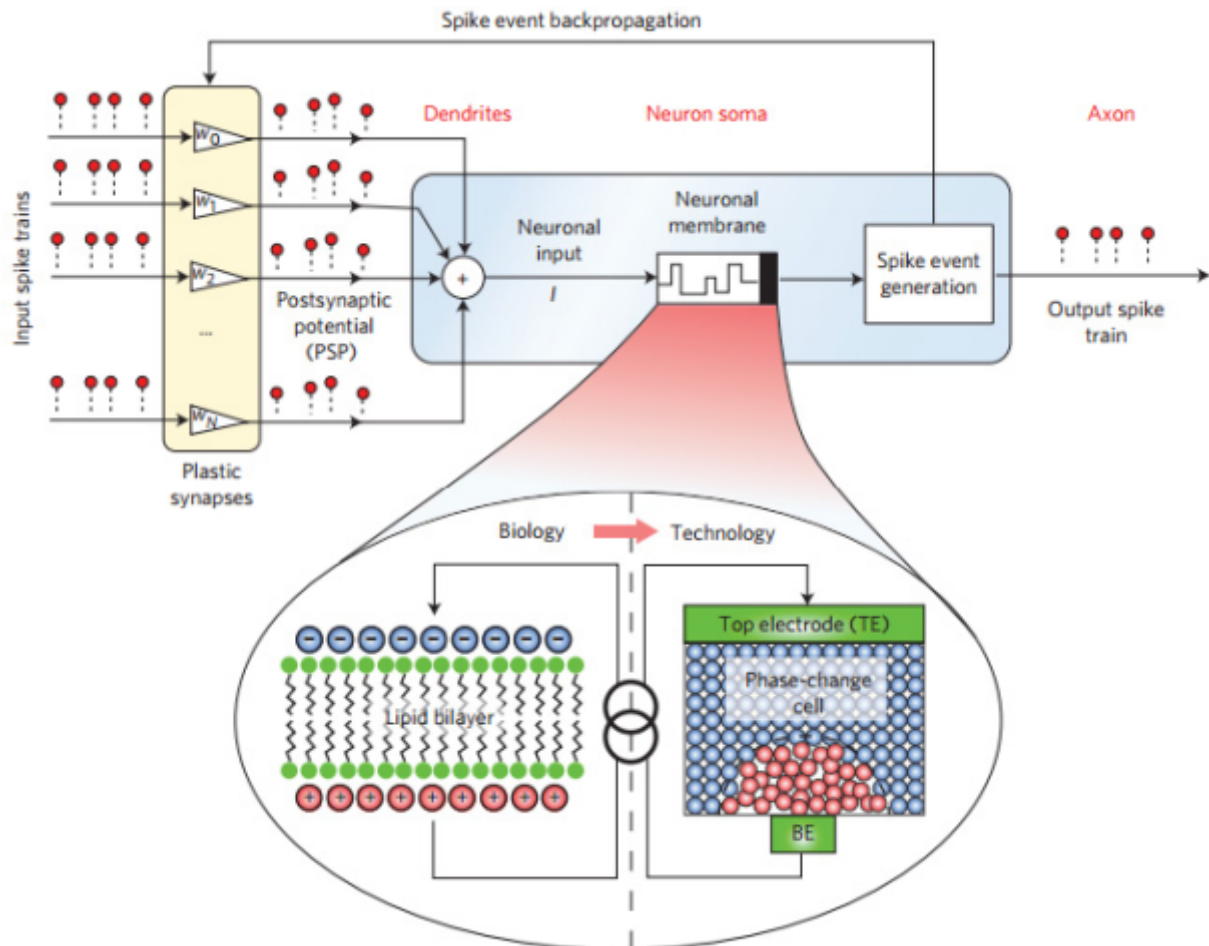 Spike event backpropagation
Dendrites
Neuron soma
Axon
Input spike trains
w0
w1
w2
...
wN
Plastic
synapses
Postsynaptic
potential
(PSP)
+
Neuronal
input
I
Neuronal
membrane
Spike event
generation
Output spike
train
Biology
Technology
− − − − − − − − −
Lipid bilayer
+ + + + + + + + +
Top electrode (TE)
Phase-change
cell
BE